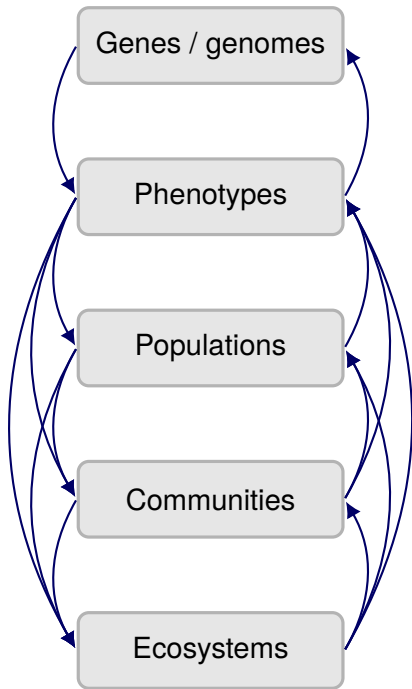 Genes / genomes
Phenotypes
Populations
Communities
Ecosystems